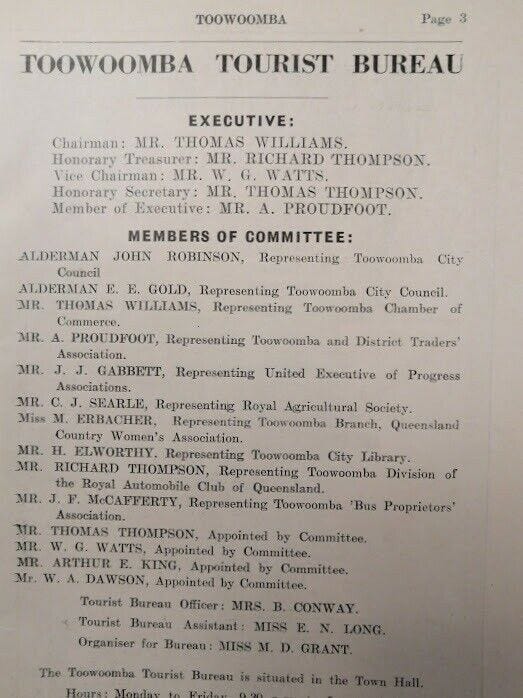 TOOWOOMBA Page 3
TOOWOOMBA TOURIST BUREAU
EXECUTIVE:
Chairman: MR. THOMAS WILLIAMS.
Honorary Treasurer: MR. RICHARD THOMPSON.
Vice Chairman: MR. W. G. WATTS.
Honorary Secretary: MR. THOMAS THOMPSON.
Member of Executive: MR. A. PROUDFOOT.
MEMBERS OF COMMITTEE:
ALDERMAN JOHN ROBINSON, Representing Toowoomba City
Council
ALDERMAN E. E. GOLD, Representing Toowoomba City Council.
MR. THOMAS WILLIAMS, Representing Toowoomba Chamber of
Commerce.
MR. A. PROUDFOOT, Representing Toowoomba and District Traders'
Association.
MR. J. J. GABBETT, Representing United Executive of Progress
Associations.
MR. C. J. SEARLE, Representing Royal Agricultural Society.
Miss M. ERBACHER, Representing Toowoomba Branch, Queensland
Country Women's Association.
MR. H. ELWORTHY. Representing Toowoomba City Library.
MR. RICHARD THOMPSON, Representing Toowoomba Division of
the Royal Automobile Club of Queensland.
MR. J. F. McCAFFERTY, Representing Toowoomba 'Bus Proprietors'
Association.
MR. THOMAS THOMPSON, Appointed by Committee.
MR. W. G. WATTS, Appointed by Committee.
MR. ARTHUR E. KING, Appointed by Committee.
Mr. W. A. DAWSON, Appointed by Committee.
Tourist Bureau Officer: MRS. B. CONWAY.
Tourist Bureau Assistant: MISS E. N. LONG.
Organiser for Bureau: MISS M. D. GRANT.
The Toowoomba Tourist Bureau is situated in the Town Hall.
Hours: Monday to Friday, 9.30